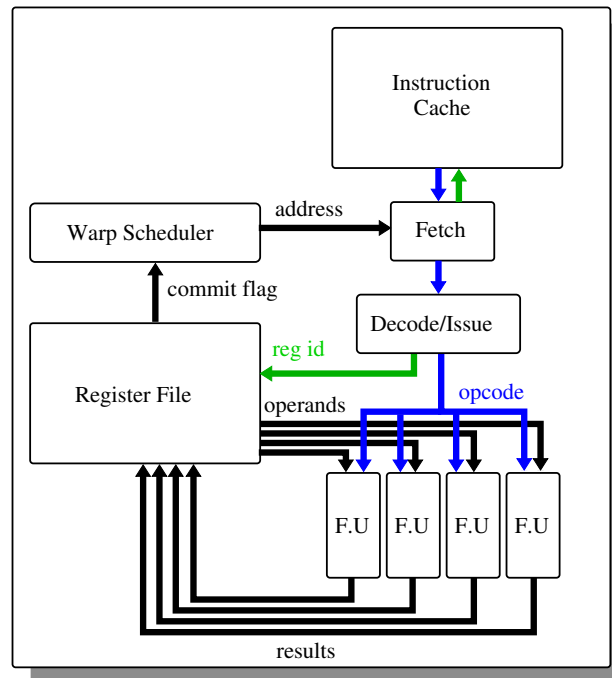 Instruction
Cache
address
Warp Scheduler
Fetch
commit flag
Decode/Issue
reg id
Register File
opcode
operands
F.U
F.U
F.U
F.U
results